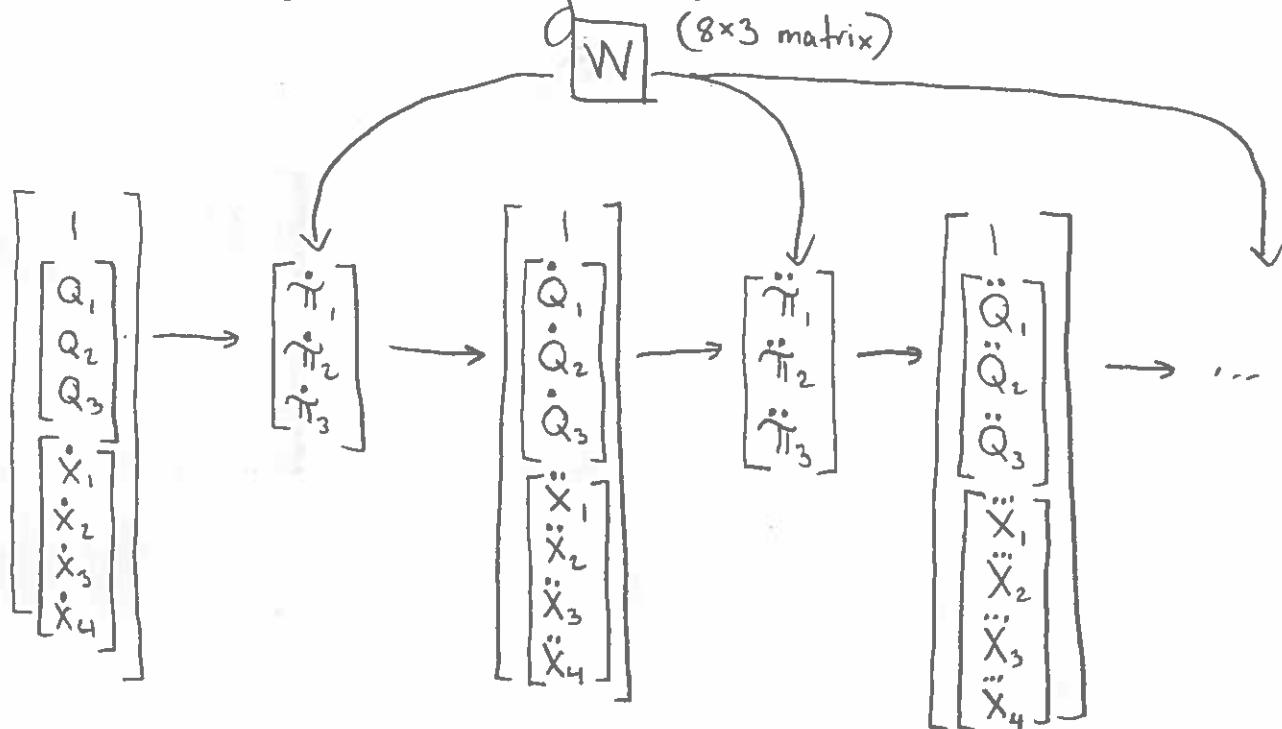 W (8×3 matrix)
1
Q₁
Q₂
Q₃
ẋ₁
ẋ₂
ẋ₃
ẋ₄
π̇₁
π̇₂
π̇₃
1
Q̇₁
Q̇₂
Q̇₃
ẍ₁
ẍ₂
ẍ₃
ẍ₄
π̈₁
π̈₂
π̈₃
1
Q̈₁
Q̈₂
Q̈₃
x⃛₁
x⃛₂
x⃛₃
x⃛₄
...